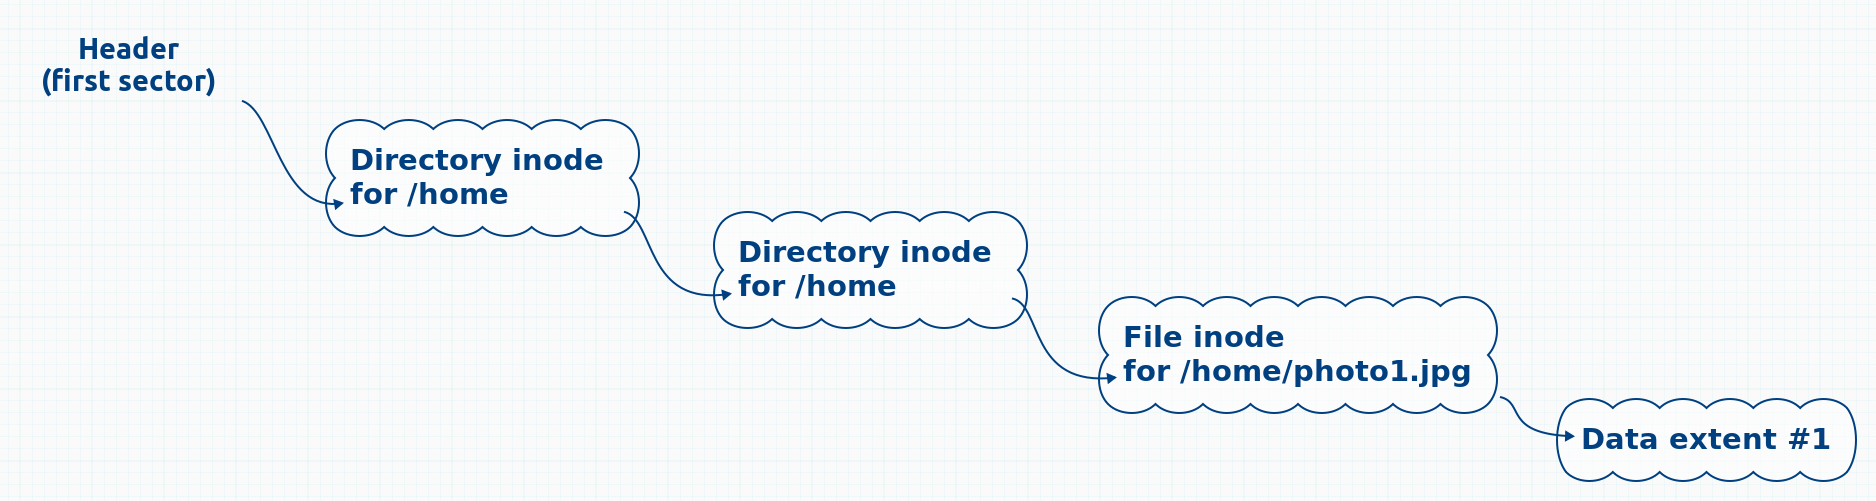 Header
(first sector)
Directory inode
for /home
Directory inode
for /home
File inode
for /home/photo1.jpg
Data extent #1